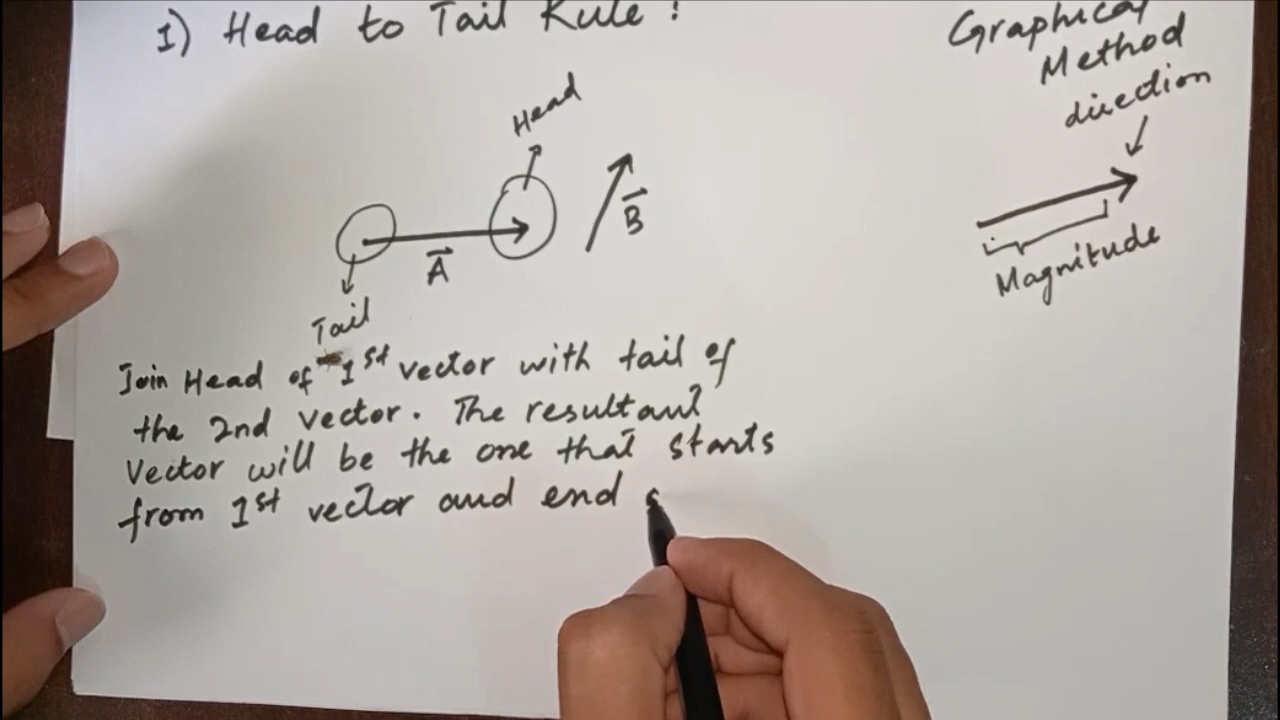 1) Head to Tail Rule :
Graphical
Method
direction
Head
A
B
Magnitude
Tail
Join Head of 1st vector with tail of
the 2nd vector. The resultant
Vector will be the one that starts
from 1st vector and end